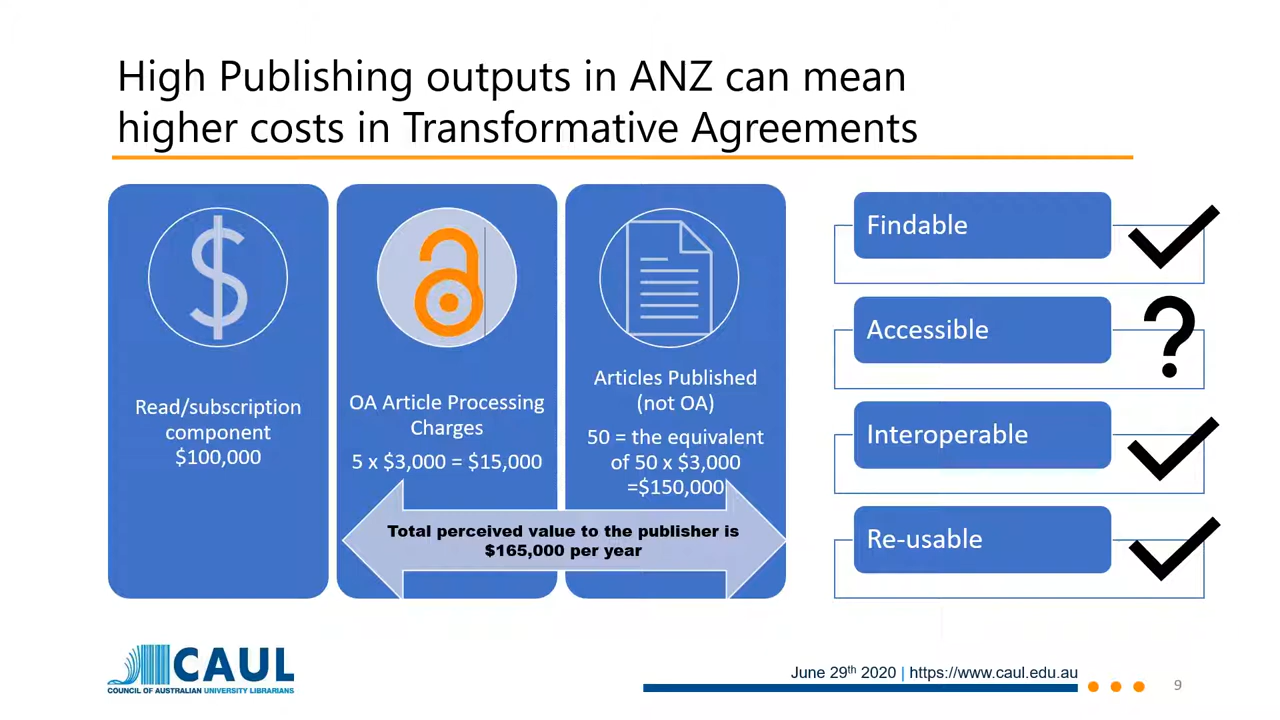 High Publishing outputs in ANZ can mean
higher costs in Transformative Agreements
Read/subscription
component
$100,000
OA Article Processing
Charges
5 x $3,000 = $15,000
Articles Published
(not OA)
50 = the equivalent
of 50 x $3,000
=$150,000
Total perceived value to the publisher is
$165,000 per year
Findable
Accessible
?
Interoperable
Re-usable
CAUL
COUNCIL OF AUSTRALIAN UNIVERSITY LIBRARIANS
June 29th 2020 | https://www.caul.edu.au
9